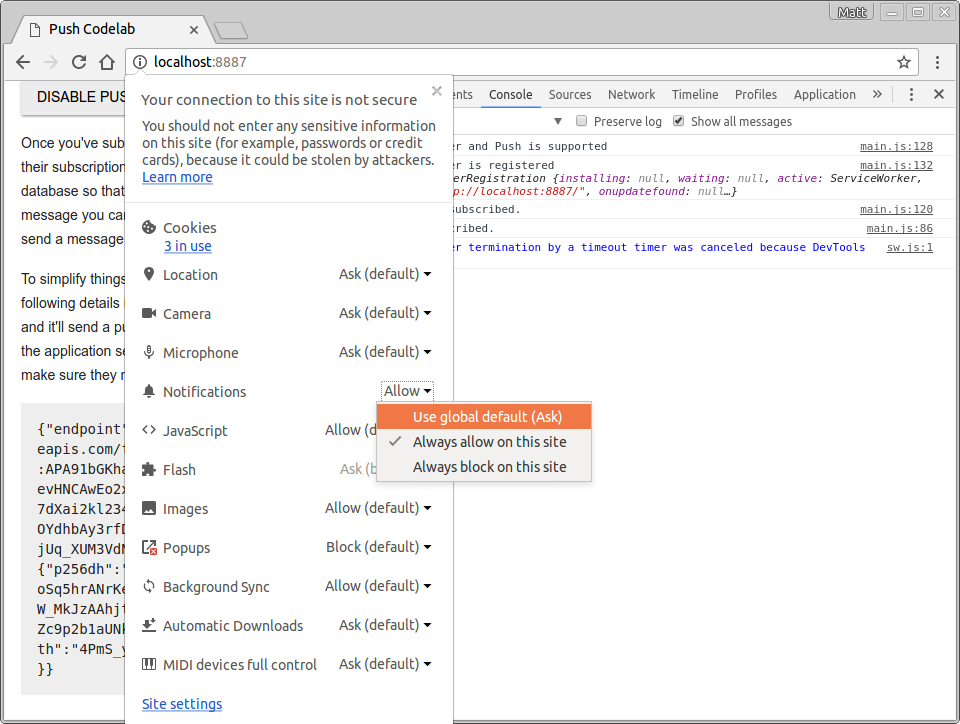 Push Codelab
Matt
localhost:8887
DISABLE PUS
Once you've sub
their subscription
database so that
message you can
send a message
To simplify things
following details
and it'll send a pu
the application se
make sure they
{"endpoint"
eapis.com/
:APA91bGKha
evHNCAwEo2x
7dXai2kl234
OYdhbAy3rf
jUq_XUM3Vd
{"p256dh":"
oSq5hrANrKe
W_MkJzAAhjt
Zc9p2b1aUN
th":"4PmS_
}}
Your connection to this site is not secure
You should not enter any sensitive information
on this site (for example, passwords or credit
cards), because it could be stolen by attackers.
Learn more
Cookies
3 in use
Location Ask (default)
Camera Ask (default)
Microphone Ask (default)
Notifications Allow
Use global default (Ask)
Always allow on this site
Always block on this site
JavaScript Allow (d
Flash Ask (b
Images Allow (default)
Popups Block (default)
Background Sync Allow (default)
Automatic Downloads Ask (default)
MIDI devices full control Ask (default)
Site settings
ents Console Sources Network Timeline Profiles Application
Preserve log Show all messages
er and Push is supported main.js:128
er is registered main.js:132
erRegistration {installing: null, waiting: null, active: ServiceWorker,
p://localhost:8887/", onupdatefound: null…}
subscribed. main.js:120
cribed. main.js:86
er termination by a timeout timer was canceled because DevTools sw.js:1